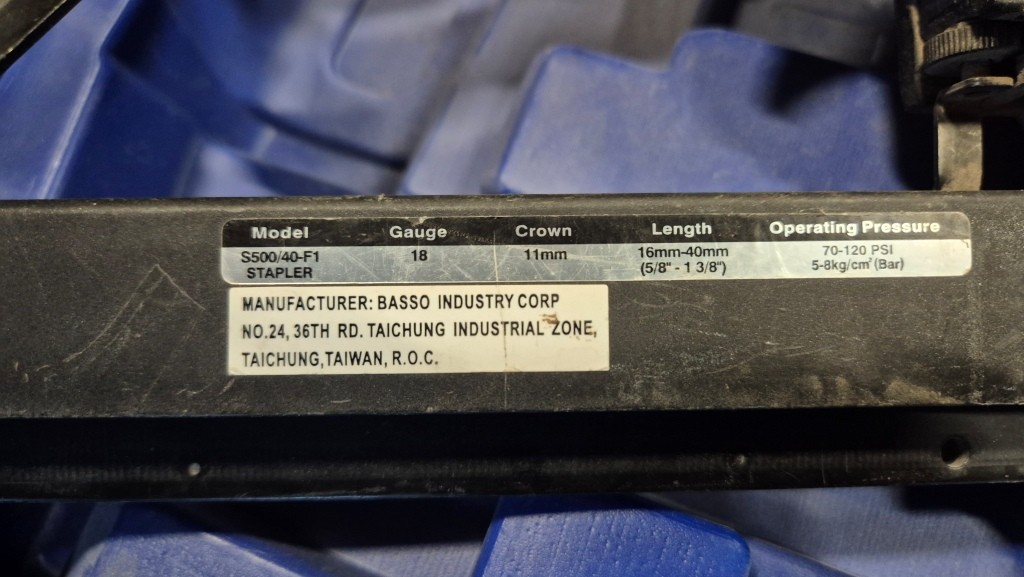 Model Gauge Crown Length Operating Pressure
S500/40-F1 18 11mm 16mm-40mm 70-120 PSI
STAPLER (5/8" - 1 3/8") 5-8kg/cm² (Bar)
MANUFACTURER: BASSO INDUSTRY CORP
NO.24, 36TH RD. TAICHUNG INDUSTRIAL ZONE,
TAICHUNG, TAIWAN, R.O.C.